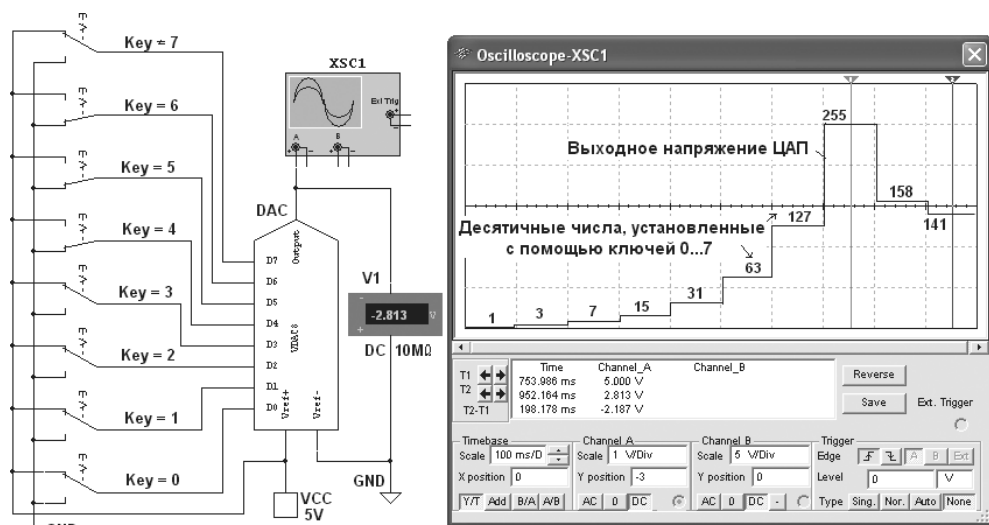 Key = 7
Key = 6
Key = 5
Key = 4
Key = 3
Key = 2
Key = 1
Key = 0
XSC1
Ext Trig
A
B
DAC
Output
D7
D6
D5
D4
D3
D2
D1
D0
VDAC8
Vref+
Vref-
V1
-2.813 V
DC 10MΩ
GND
VCC
5V
GND
Oscilloscope-XSC1
255
Выходное напряжение ЦАП
158
127
141
Десятичные числа, установленные
с помощью ключей 0...7
63
31
15
7
3
1
Time Channel_A Channel_B
T1 753.986 ms 5.000 V
T2 952.164 ms 2.813 V
T2-T1 198.178 ms -2.187 V
Reverse
Save
Ext. Trigger
Timebase
Scale 100 ms/D
X position 0
Y/T Add B/A A/B
Channel A
Scale 1 V/Div
Y position -3
AC 0 DC
Channel B
Scale 5 V/Div
Y position 0
AC 0 DC -
Trigger
Edge A B Ext
Level 0 V
Type Sing. Nor. Auto None